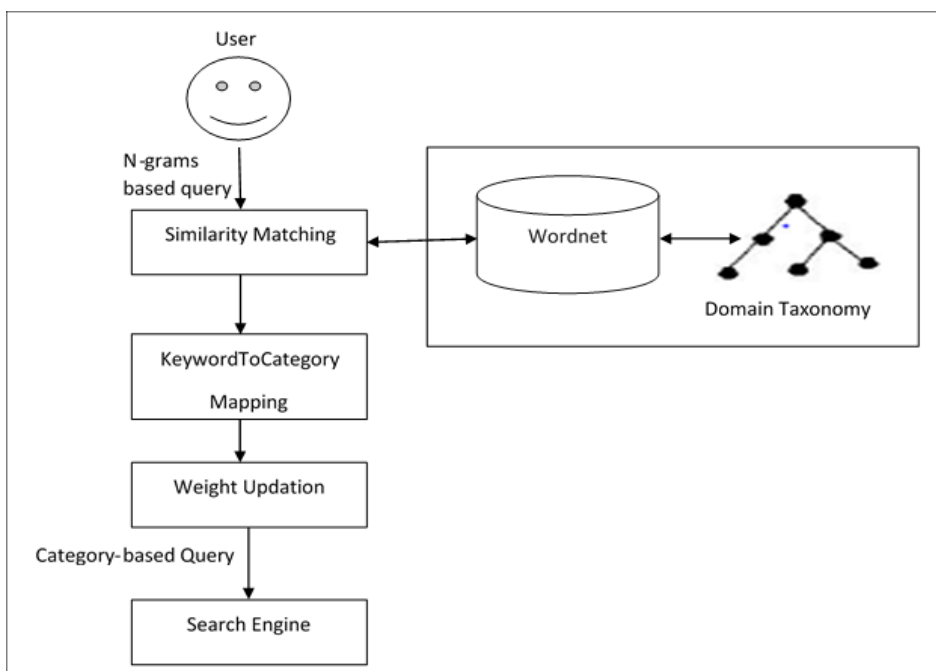 User
N-grams
based query
Similarity Matching
Wordnet
Domain Taxonomy
KeywordToCategory
Mapping
Weight Updation
Category-based Query
Search Engine